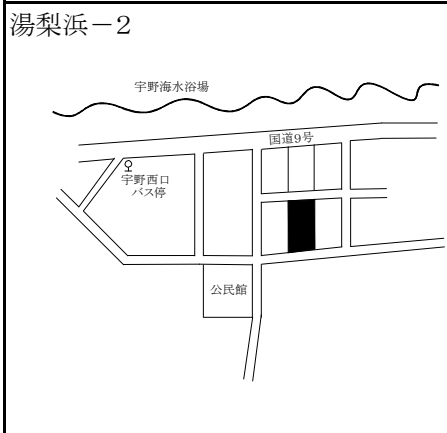 湯梨浜－2
宇野海水浴場
国道9号
宇野西口
バス停
公民館